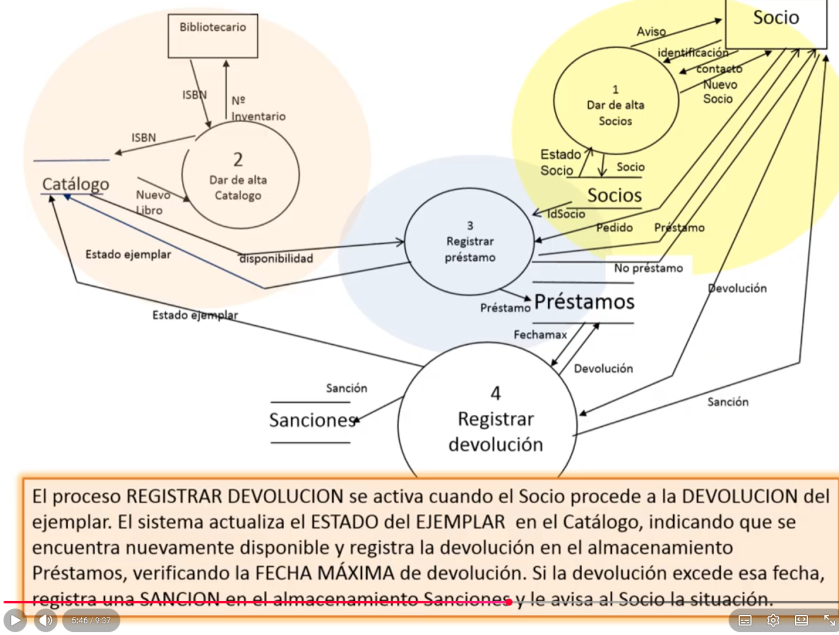 Bibliotecario
ISBN
Nº
Inventario
ISBN
2
Dar de alta
Catalogo
Catálogo
Nuevo
Libro
Socio
Aviso
identificación
contacto
Nuevo
Socio
1
Dar de alta
Socios
Estado
Socio
Socio
Socios
IdSocio
Pedido
Préstamo
3
Registrar
préstamo
Estado ejemplar
disponibilidad
No préstamo
Préstamo
Préstamos
Devolución
Estado ejemplar
Fechamax
Devolución
Sanción
Sanciones
4
Registrar
devolución
Sanción
El proceso REGISTRAR DEVOLUCION se activa cuando el Socio procede a la DEVOLUCION del
ejemplar. El sistema actualiza el ESTADO del EJEMPLAR en el Catálogo, indicando que se
encuentra nuevamente disponible y registra la devolución en el almacenamiento
Préstamos, verificando la FECHA MÁXIMA de devolución. Si la devolución excede esa fecha,
registra una SANCION en el almacenamiento Sanciones y le avisa al Socio la situación.
5:46 / 9:37